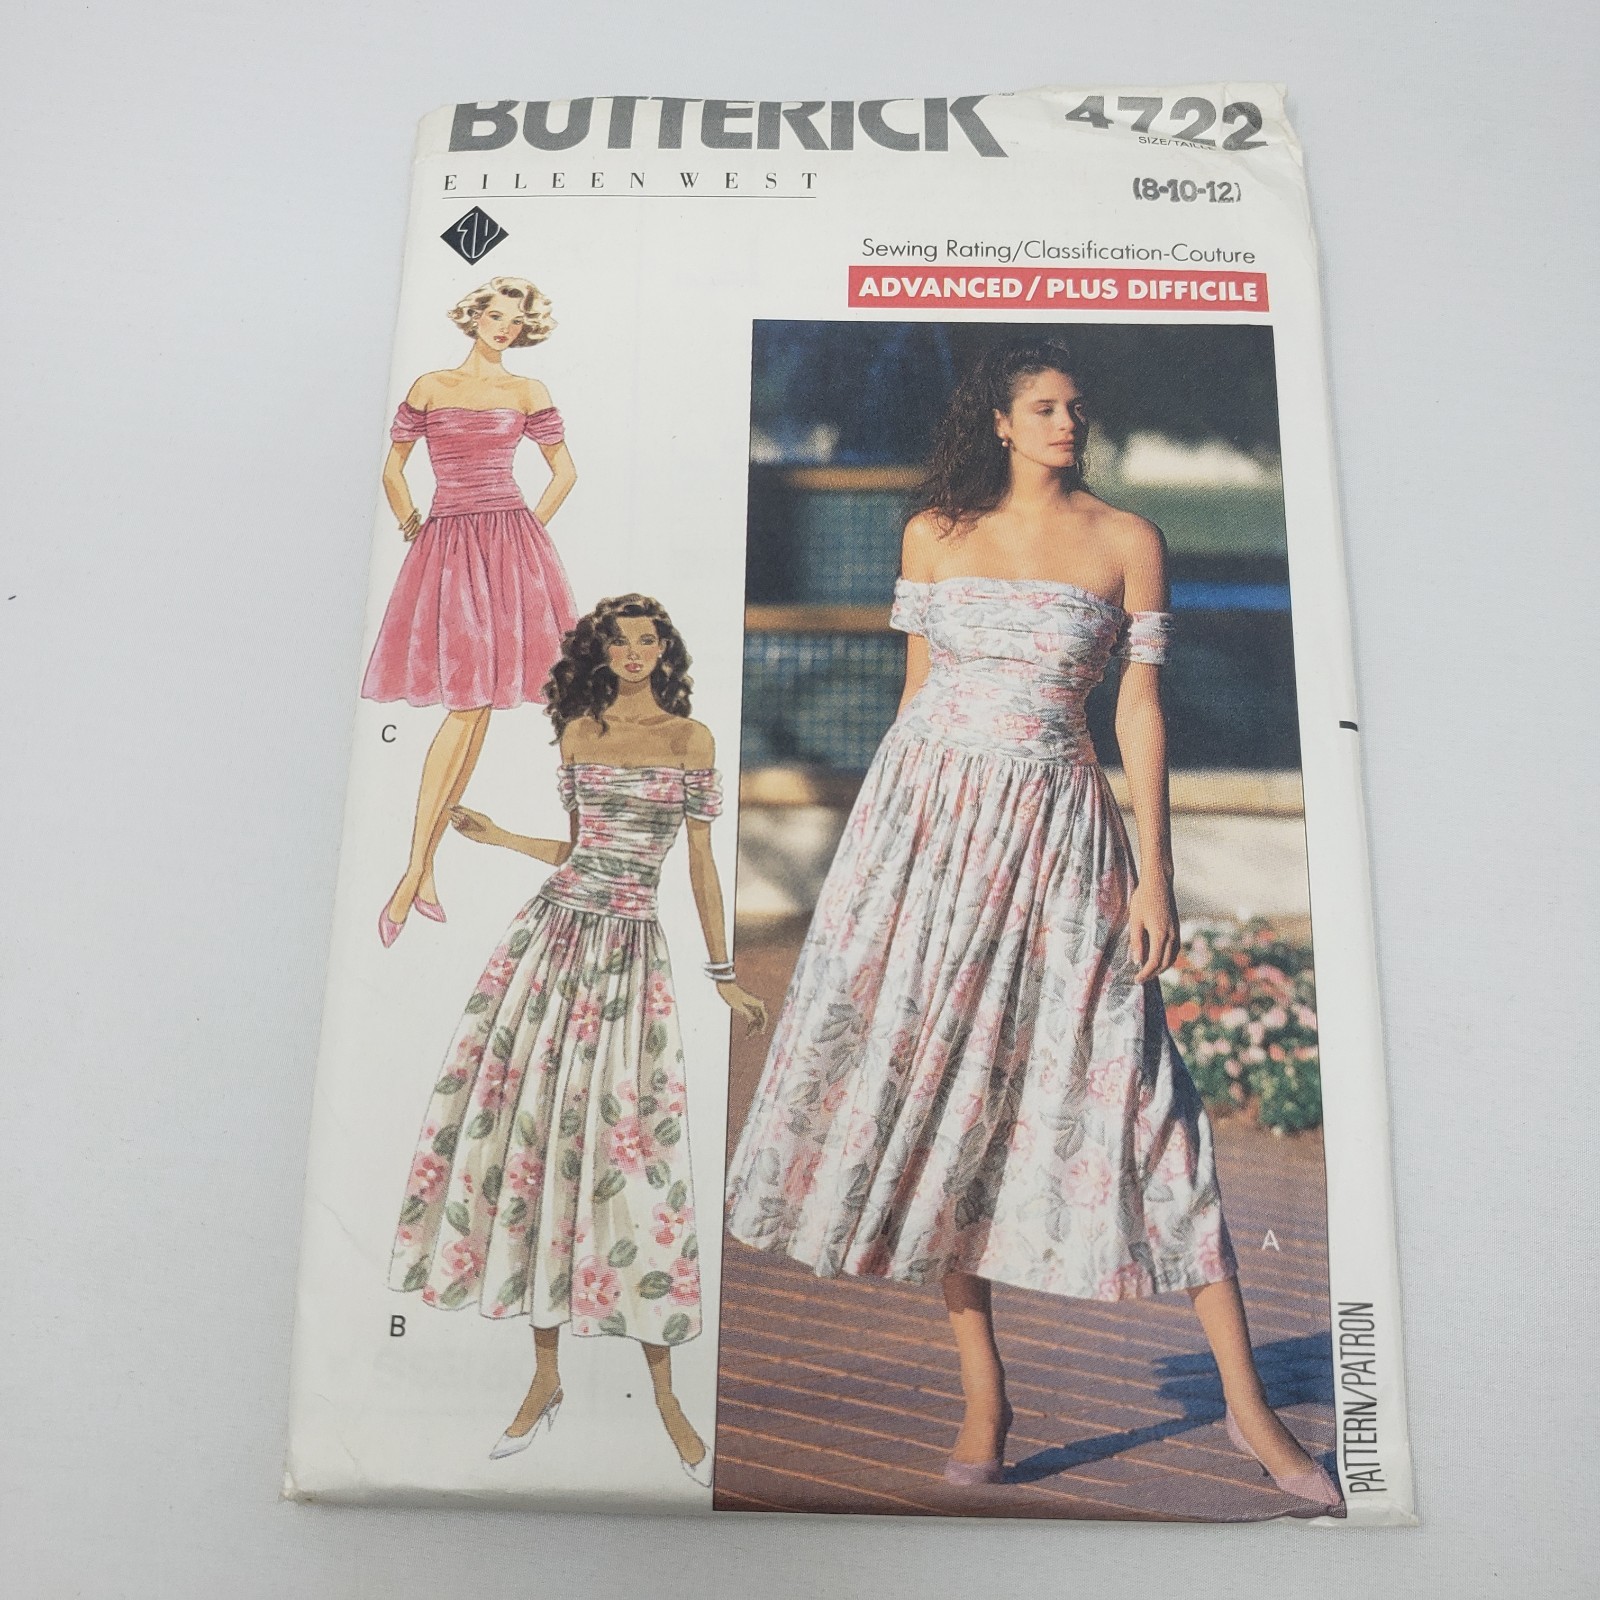 BUTTERICK 4722
SIZE/TAILLE
EILEEN WEST
(8-10-12)
Sewing Rating/Classification-Couture
ADVANCED/PLUS DIFFICILE
C
B
A
PATTERN/PATRON